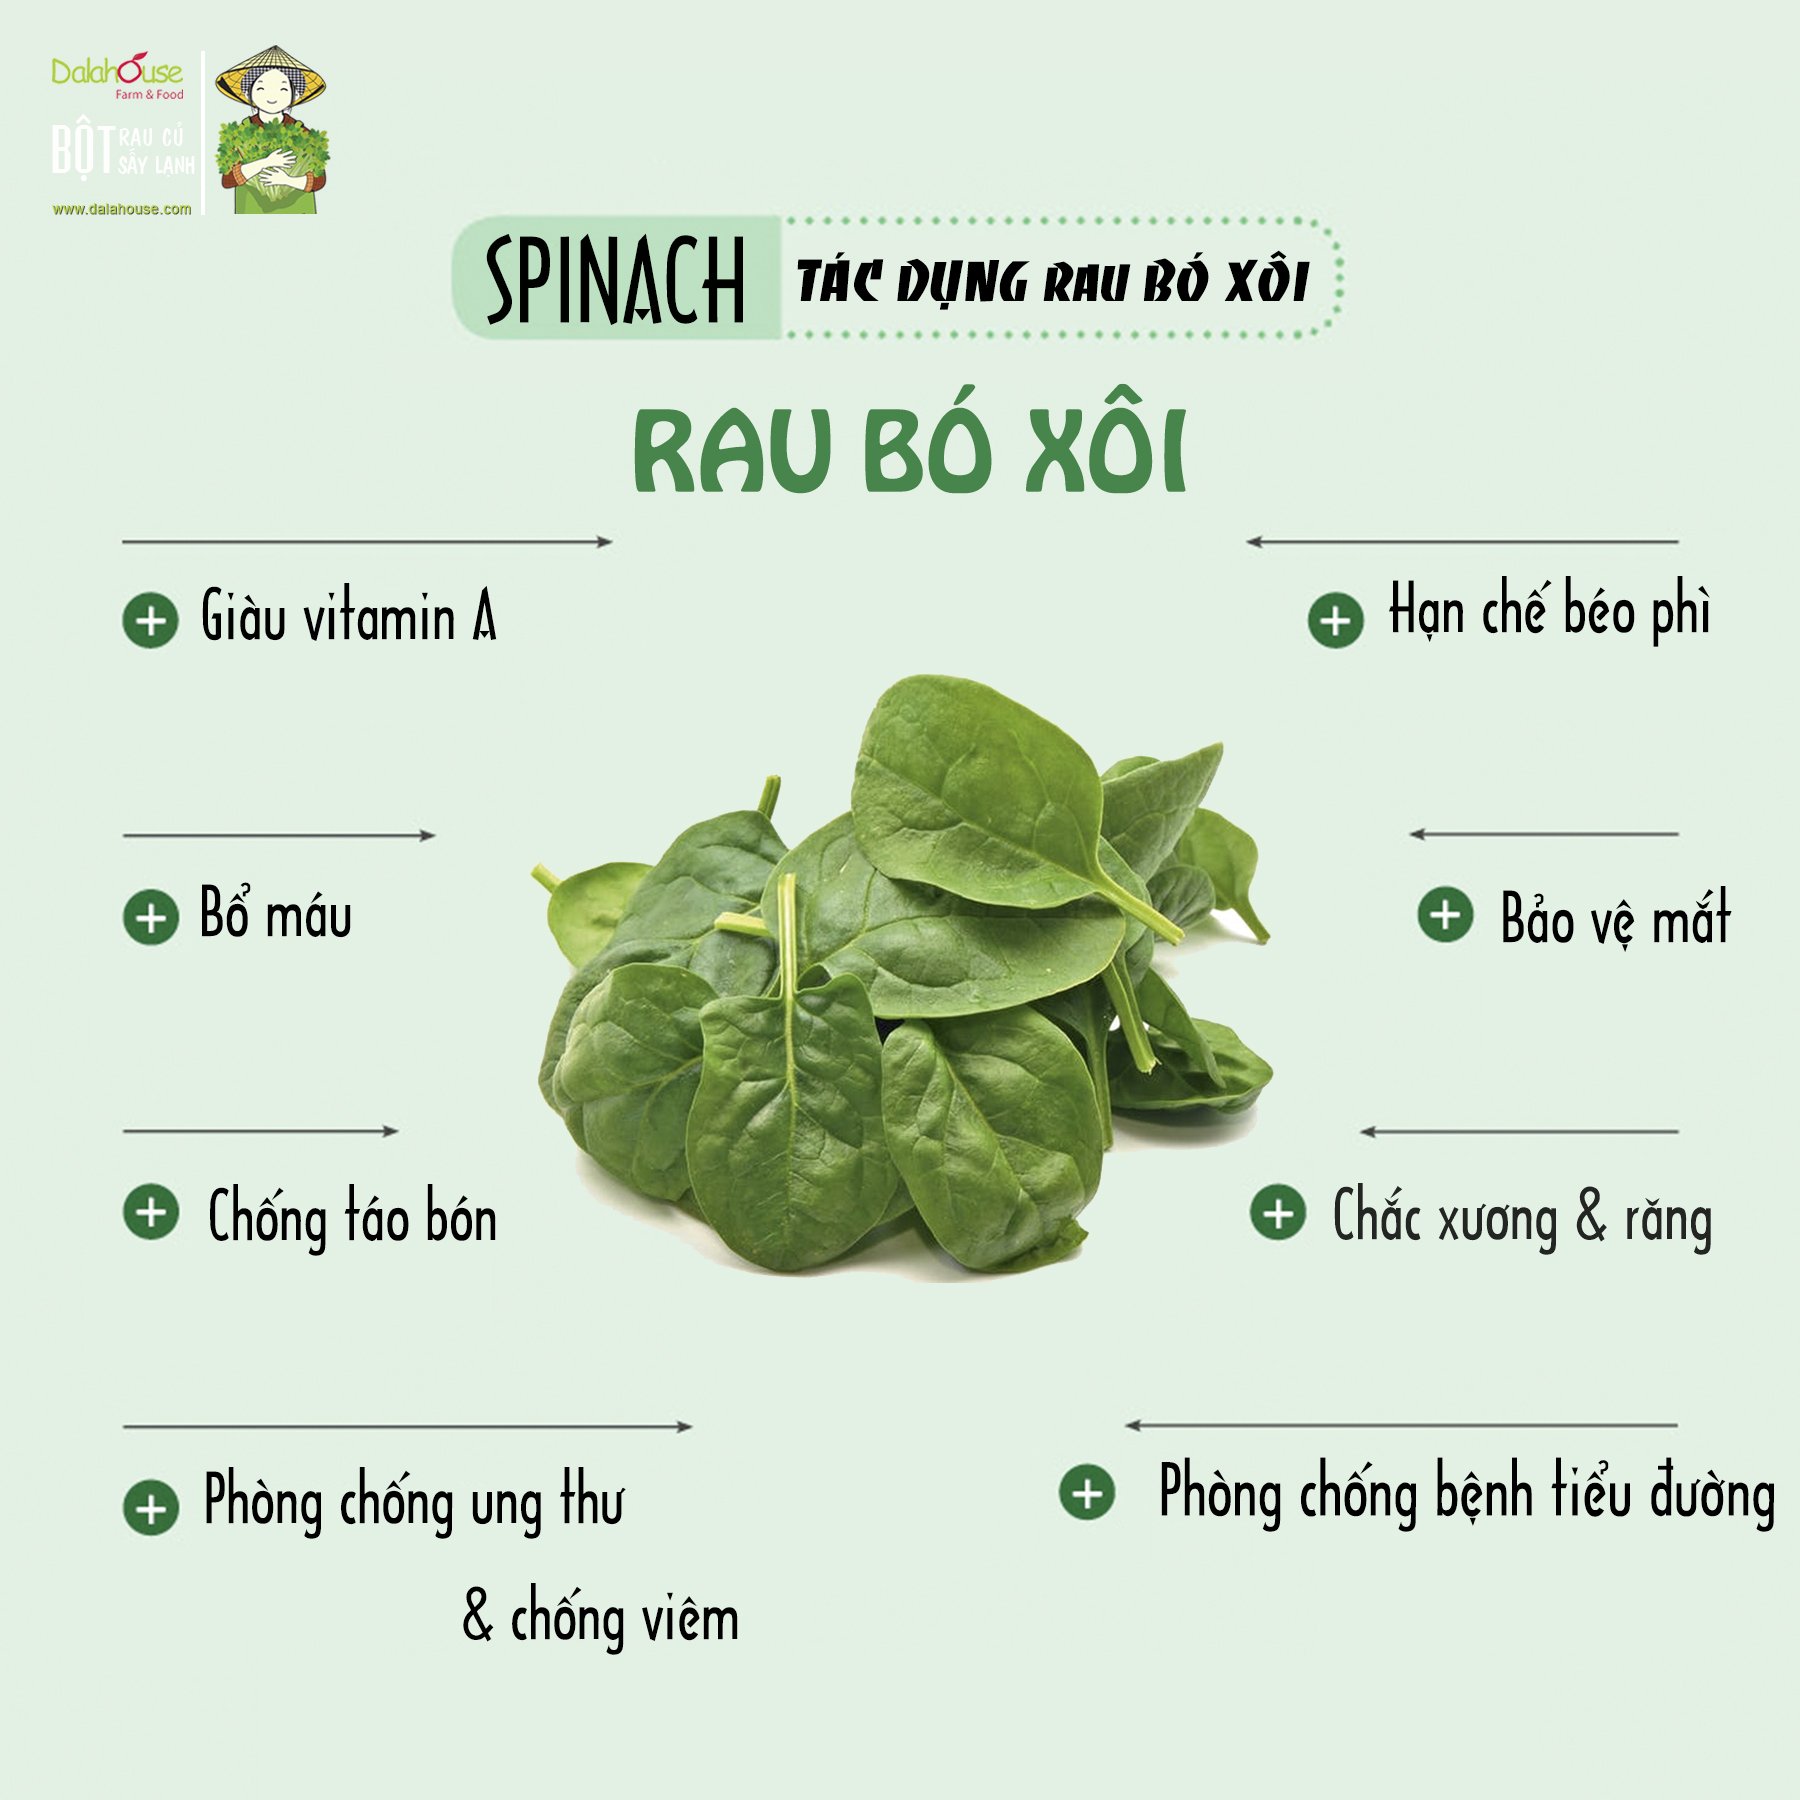 Dalahouse
Farm & Food
BỘT RAU CỦ
SẤY LẠNH
www.dalahouse.com
SPINACH TÁC DỤNG RAU BÓ XÔI
RAU BÓ XÔI
Giàu vitamin A
Hạn chế béo phì
Bổ máu
Bảo vệ mắt
Chống táo bón
Chắc xương & răng
Phòng chống ung thư
& chống viêm
Phòng chống bệnh tiểu đường